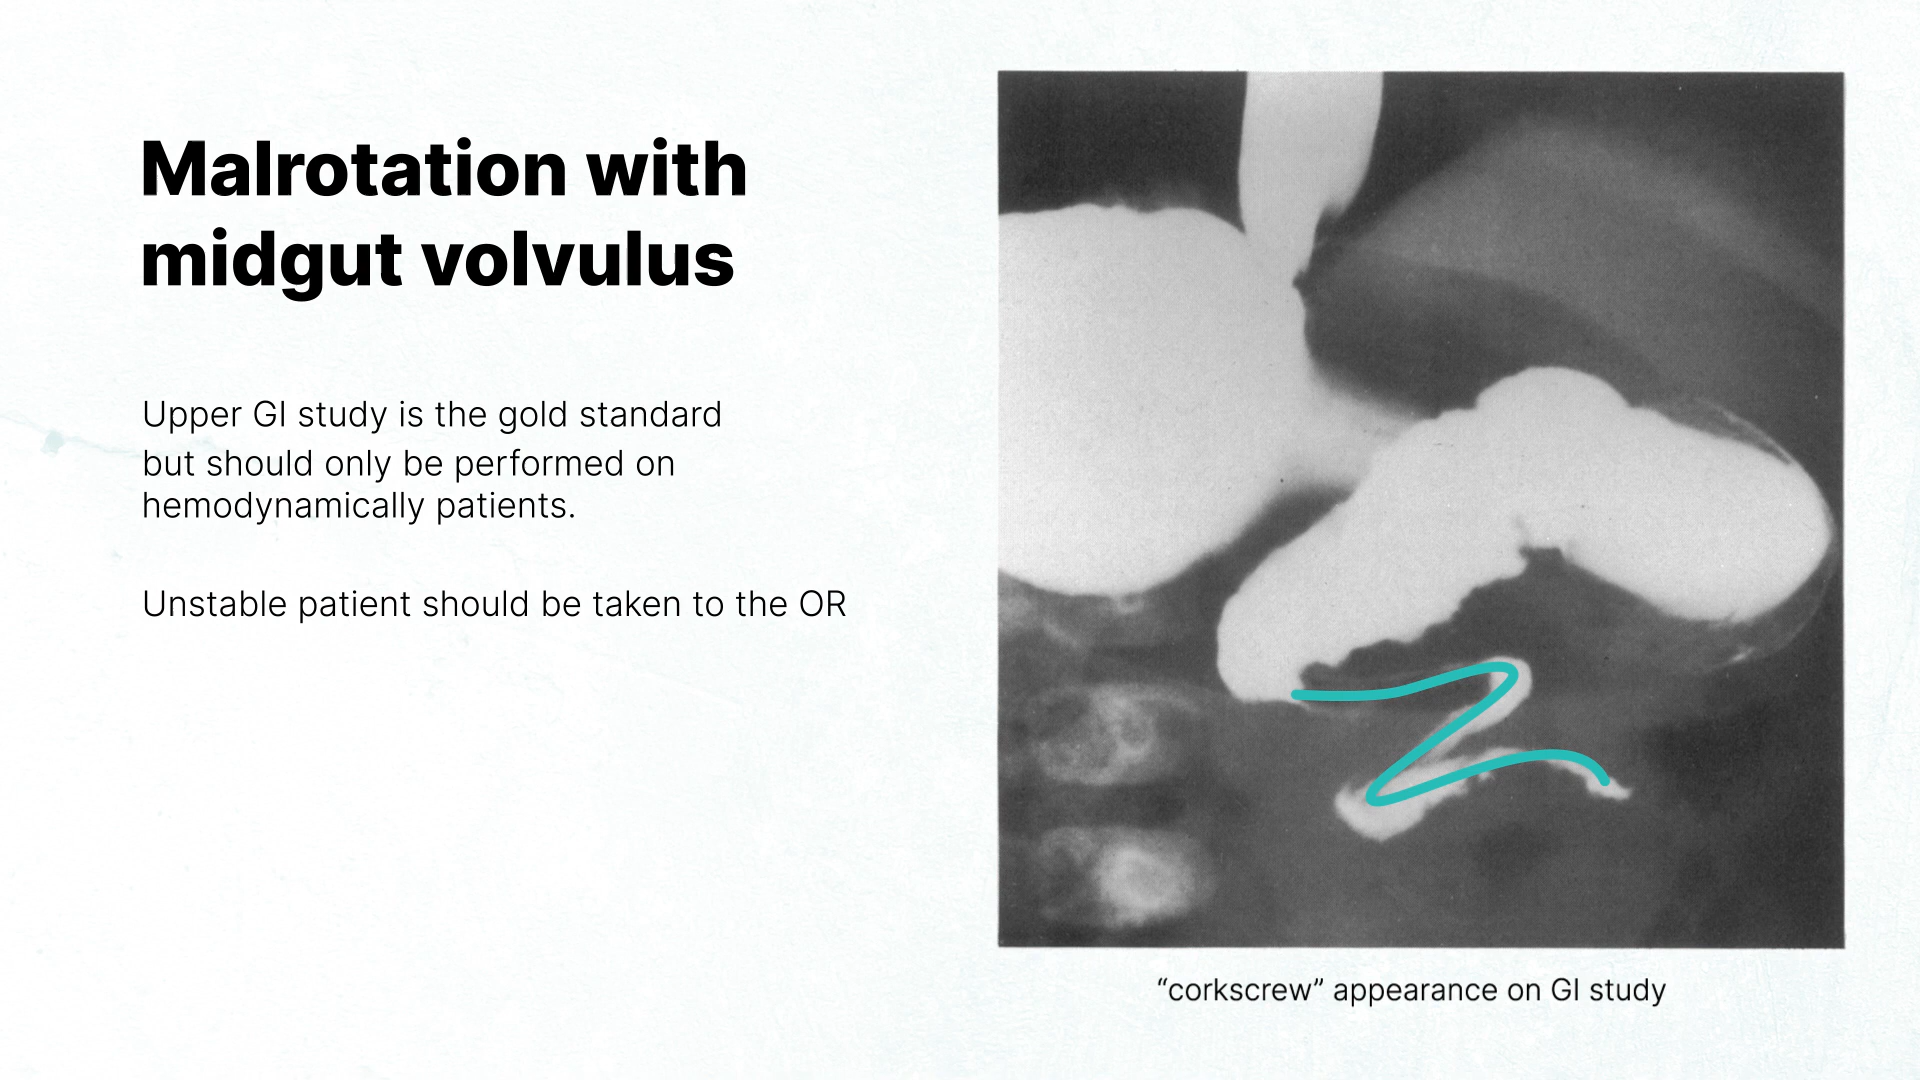 Malrotation with
midgut volvulus
Upper GI study is the gold standard
but should only be performed on
hemodynamically patients.
Unstable patient should be taken to the OR
“corkscrew” appearance on GI study